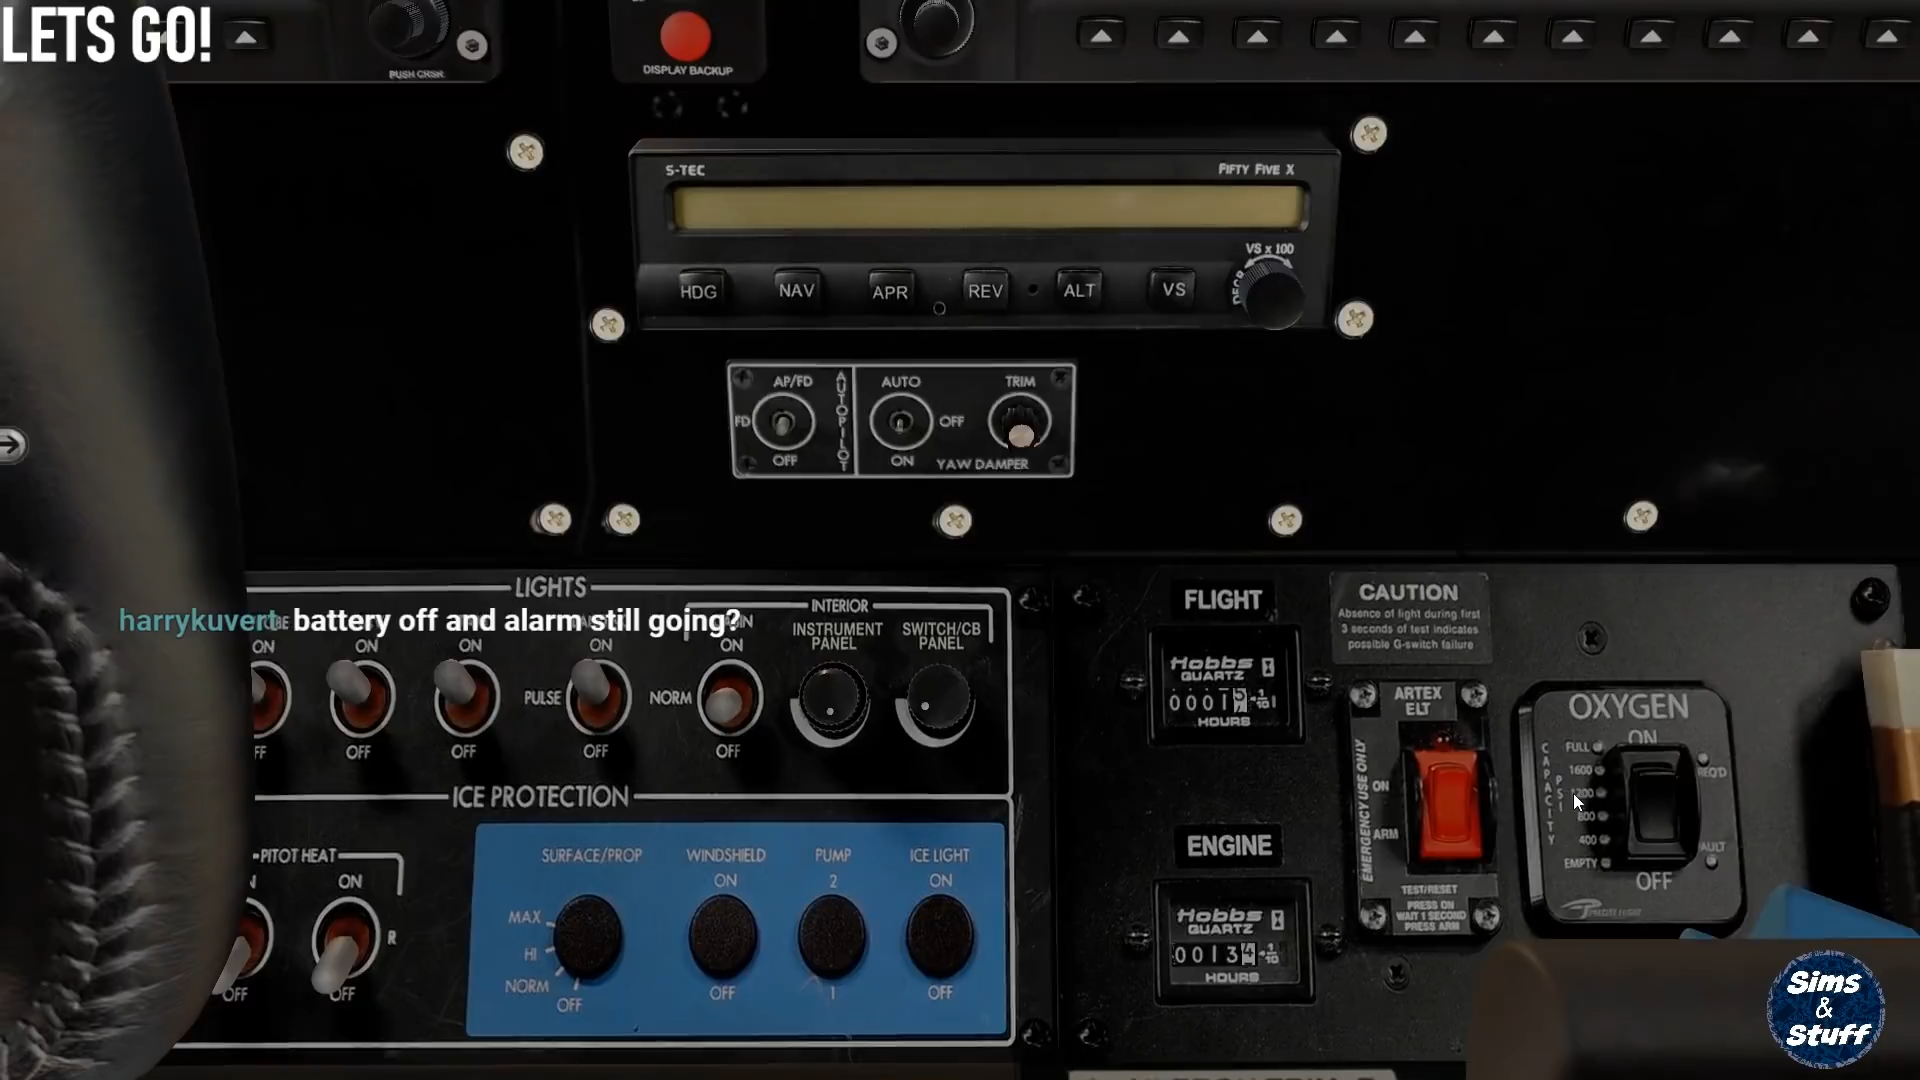 LETS GO!
PUSH CRSR
DISPLAY BACKUP
S-TEC
FIFTY FIVE X
VS x 100
HDG
NAV
APR
REV
ALT
VS
DECR
AP/FD
FD
OFF
AUTOPILOT
AUTO
OFF
ON
TRIM
YAW DAMPER
LIGHTS
harrykuvert battery off and alarm still going?
INTERIOR
INSTRUMENT
PANEL
SWITCH/CB
PANEL
ON
ON
ON
ON
ON
PULSE
NORM
OFF
OFF
OFF
OFF
ICE PROTECTION
PITOT HEAT
ON
R
OFF
OFF
SURFACE/PROP
MAX
HI
NORM
OFF
WINDSHIELD
ON
OFF
PUMP
2
1
ICE LIGHT
ON
OFF
FLIGHT
Hobbs
QUARTZ
HOURS
ENGINE
Hobbs
QUARTZ
0013
HOURS
CAUTION
Absence of light during first
3 seconds of test indicates
possible G-switch failure
ARTEX
ELT
EMERGENCY USE ONLY
ON
ARM
TEST/RESET
PRESS ON
WAIT 1 SECOND
PRESS ARM
OXYGEN
ON
CAPACITY
PSI
FULL
1600
800
400
EMPTY
REQ'D
OFF
Sims
&
Stuff